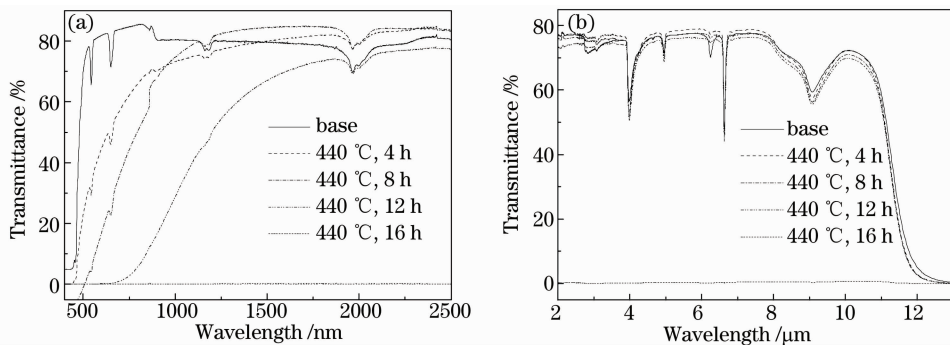 (a)
80
60
40
20
0
Transmittance /%
base
440 ℃, 4 h
440 ℃, 8 h
440 ℃, 12 h
440 ℃, 16 h
500 1000 1500 2000 2500
Wavelength /nm
(b)
80
60
40
20
0
Transmittance /%
base
440 ℃, 4 h
440 ℃, 8 h
440 ℃, 12 h
440 ℃, 16 h
2 4 6 8 10 12
Wavelength /μm